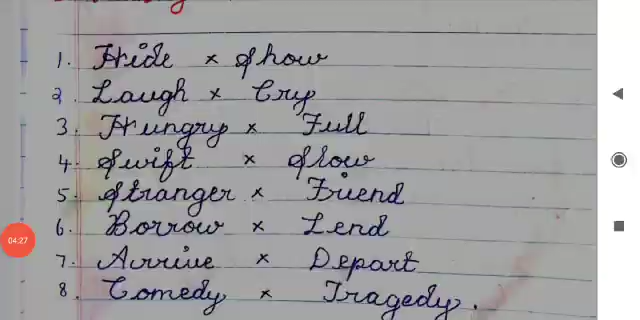 1. Hide × Show
2. Laugh × Cry
3. Hungry × Full
4. Swift × Slow
5. Stranger × Friend
6. Borrow × Lend
7. Arrive × Depart
8. Comedy × Tragedy.
04:27